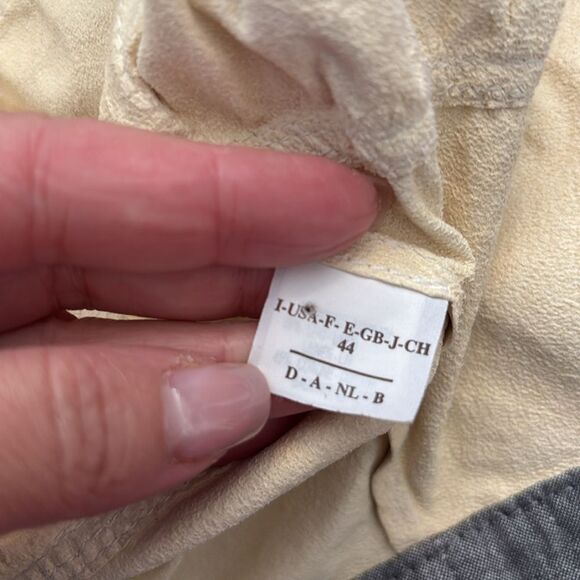 I-USA-F- E-GB-J-CH
44
D - A - NL - B